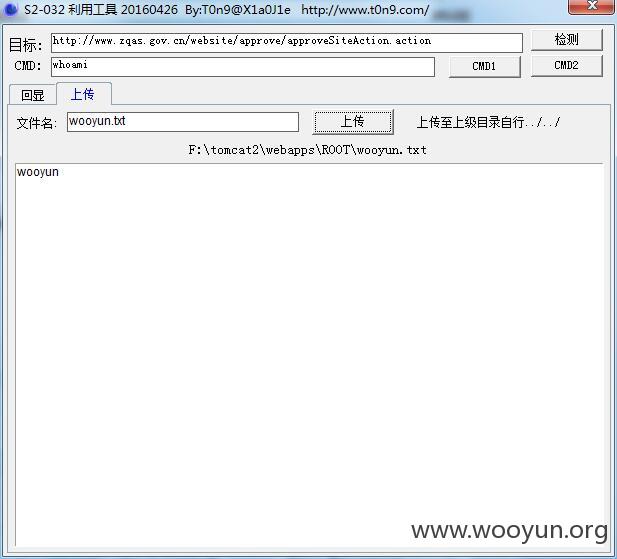 S2-032 利用工具 20160426 By:T0n9@X1a0J1e http://www.t0n9.com/
目标: http://www.zqas.gov.cn/website/approve/approveSiteAction.action 检测
CMD: whoami CMD1 CMD2
回显 上传
文件名: wooyun.txt 上传 上传至上级目录自行../../
F:\tomcat2\webapps\ROOT\wooyun.txt
wooyun
www.wooyun.org